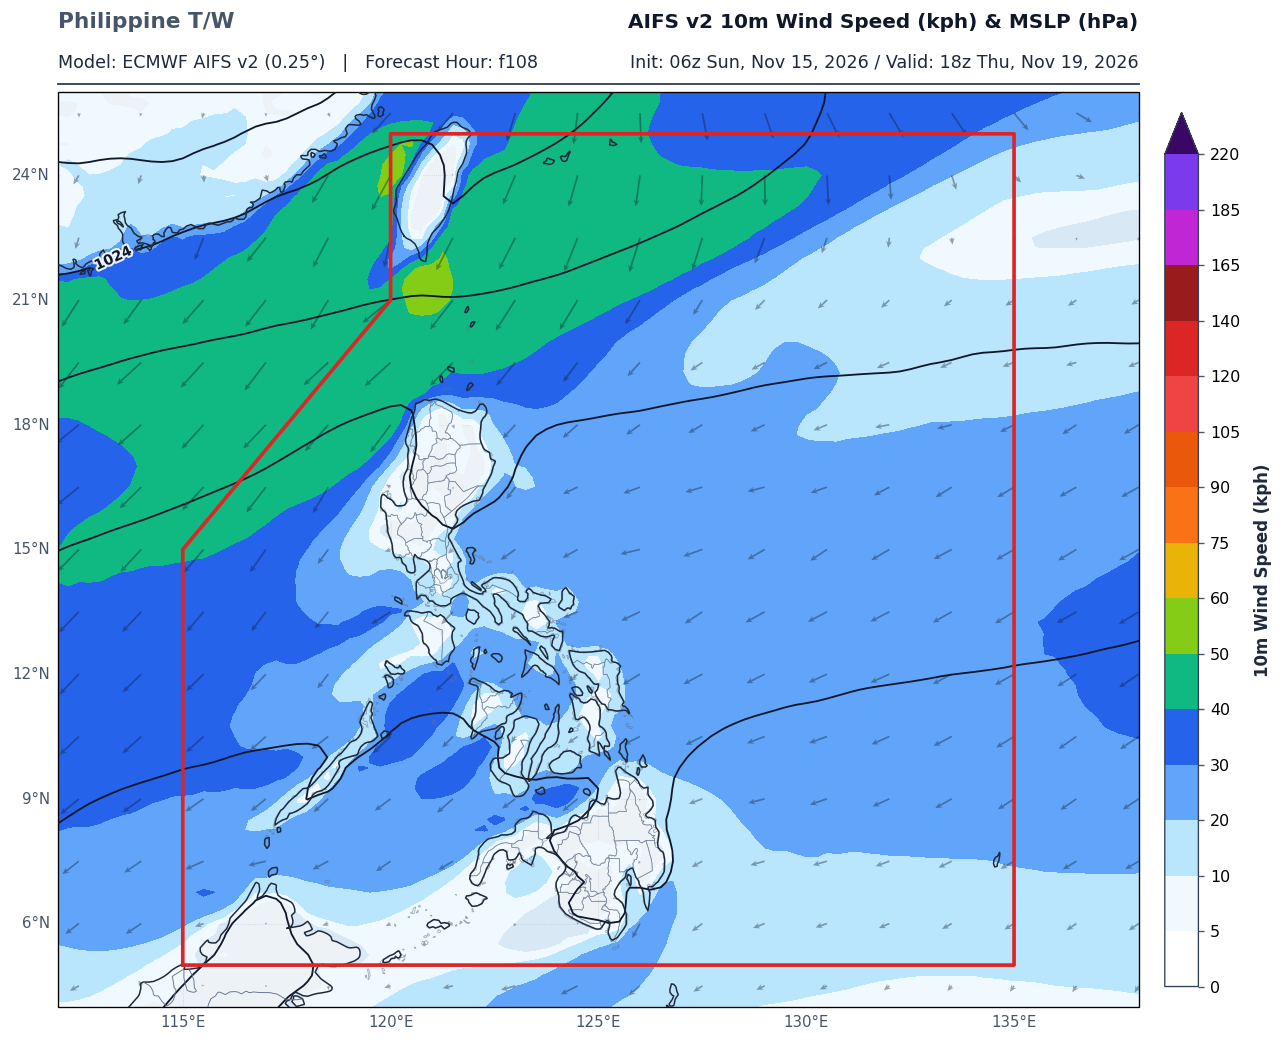 Philippine T/W
AIFS v2 10m Wind Speed (kph) & MSLP (hPa)
Model: ECMWF AIFS v2 (0.25°) | Forecast Hour: f108
Init: 06z Sun, Nov 15, 2026 / Valid: 18z Thu, Nov 19, 2026
24°N
21°N
18°N
15°N
12°N
9°N
6°N
1024
115°E
120°E
125°E
130°E
135°E
220
185
165
140
120
105
90
75
60
50
40
30
20
10
5
0
10m Wind Speed (kph)